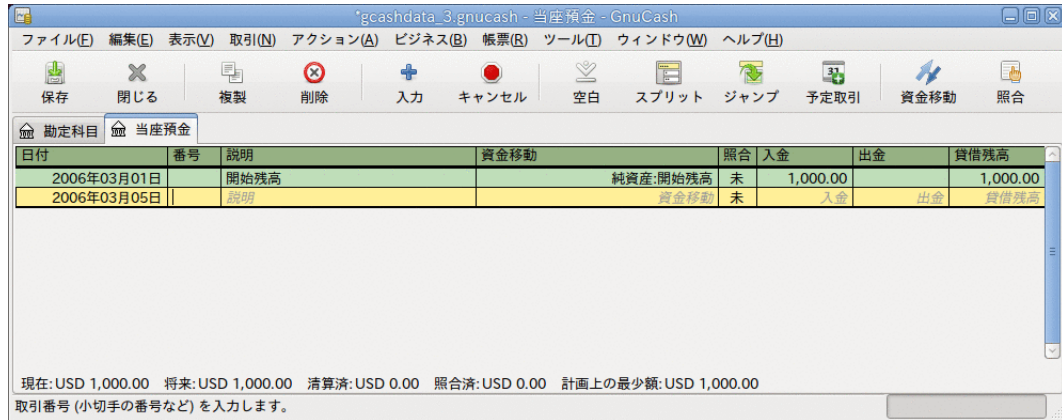 *gcashdata_3.gnucash - 当座預金 - GnuCash
ファイル(F) 編集(E) 表示(V) 取引(N) アクション(A) ビジネス(B) 帳票(R) ツール(T) ウィンドウ(W) ヘルプ(H)
保存 閉じる 複製 削除 入力 キャンセル 空白 スプリット ジャンプ 予定取引 資金移動 照合
勘定科目 当座預金
日付 番号 説明 資金移動 照合 入金 出金 貸借残高
2006年03月01日 開始残高 純資産:開始残高 未 1,000.00 1,000.00
2006年03月05日 説明 資金移動 未 入金 出金 貸借残高
現在: USD 1,000.00 将来: USD 1,000.00 清算済: USD 0.00 照合済: USD 0.00 計画上の最少額: USD 1,000.00
取引番号 (小切手の番号など) を入力します。